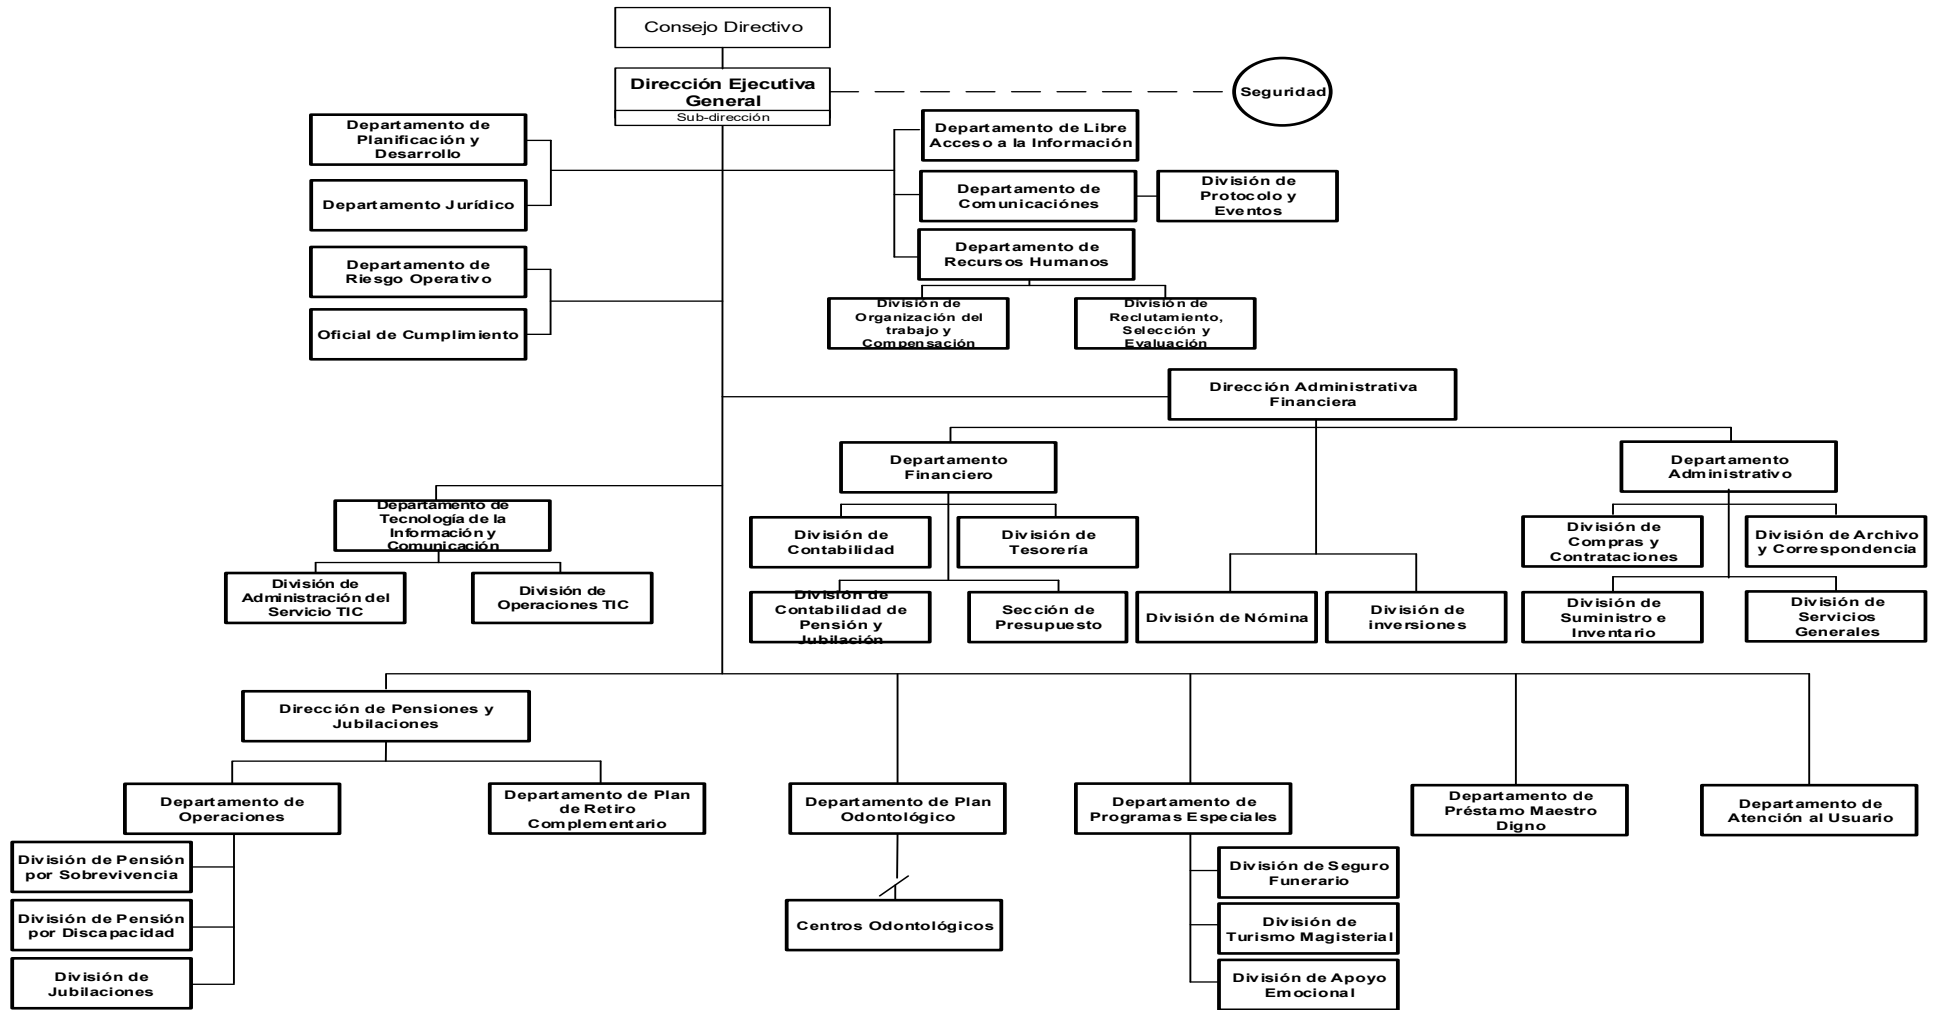 Consejo Directivo
Dirección Ejecutiva
General
Sub-dirección
Seguridad
Departamento de
Planificación y
Desarrollo
Departamento Jurídico
Departamento de Libre
Acceso a la Información
Departamento de
Comunicaciónes
División de
Protocolo y
Eventos
Departamento de
Recursos Humanos
Departamento de
Riesgo Operativo
Oficial de Cumplimiento
División de
Organización del
trabajo y
Compensación
División de
Reclutamiento,
Selección y
Evaluación
Dirección Administrativa
Financiera
Departamento
Financiero
Departamento
Administrativo
Departamento de
Tecnología de la
Información y
Comunicación
División de
Contabilidad
División de
Tesorería
División de
Compras y
Contrataciones
División de Archivo
y Correspondencia
División de
Administración del
Servicio TIC
División de
Operaciones TIC
División de
Contabilidad de
Pensión y
Jubilación
Sección de
Presupuesto
División de Nómina
División de
inversiones
División de
Suministro e
Inventario
División de
Servicios
Generales
Dirección de Pensiones y
Jubilaciones
Departamento de
Operaciones
Departamento de Plan
de Retiro
Complementario
Departamento de Plan
Odontológico
Departamento de
Programas Especiales
Departamento de
Préstamo Maestro
Digno
Departamento de
Atención al Usuario
División de Pensión
por Sobrevivencia
División de Pensión
por Discapacidad
División de
Jubilaciones
Centros Odontológicos
División de Seguro
Funerario
División de
Turismo Magisterial
División de Apoyo
Emocional